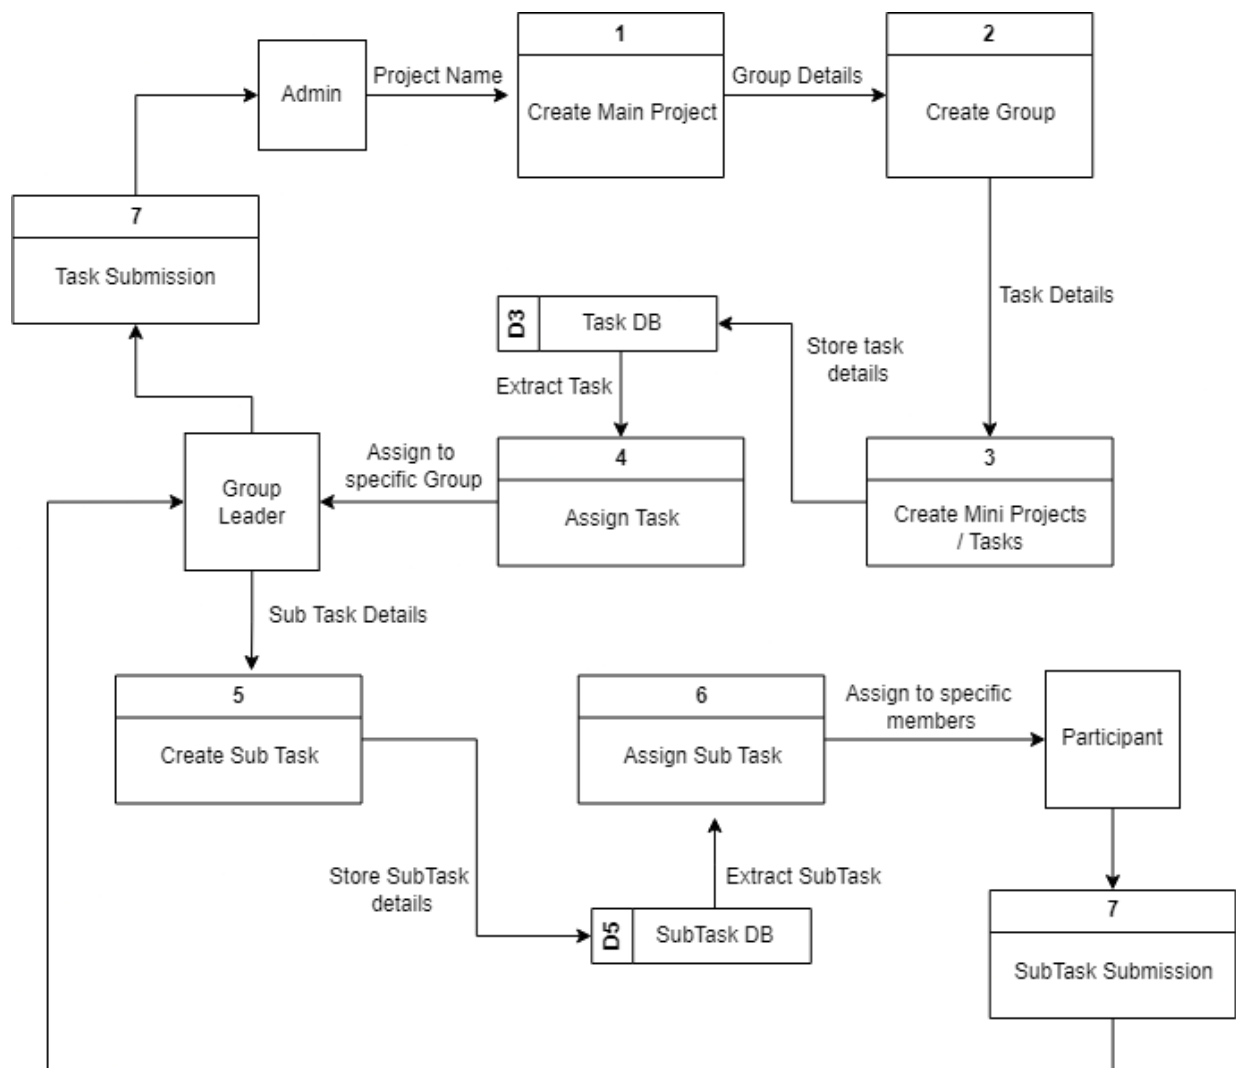 1
2
Project Name
Group Details
Admin
Create Main Project
Create Group
7
Task Submission
Task Details
D3
Task DB
Store task
details
Extract Task
4
3
Assign to
specific Group
Group
Leader
Assign Task
Create Mini Projects
/ Tasks
Sub Task Details
5
6
Assign to specific
members
Create Sub Task
Assign Sub Task
Participant
Store SubTask
details
Extract SubTask
7
D5
SubTask DB
SubTask Submission